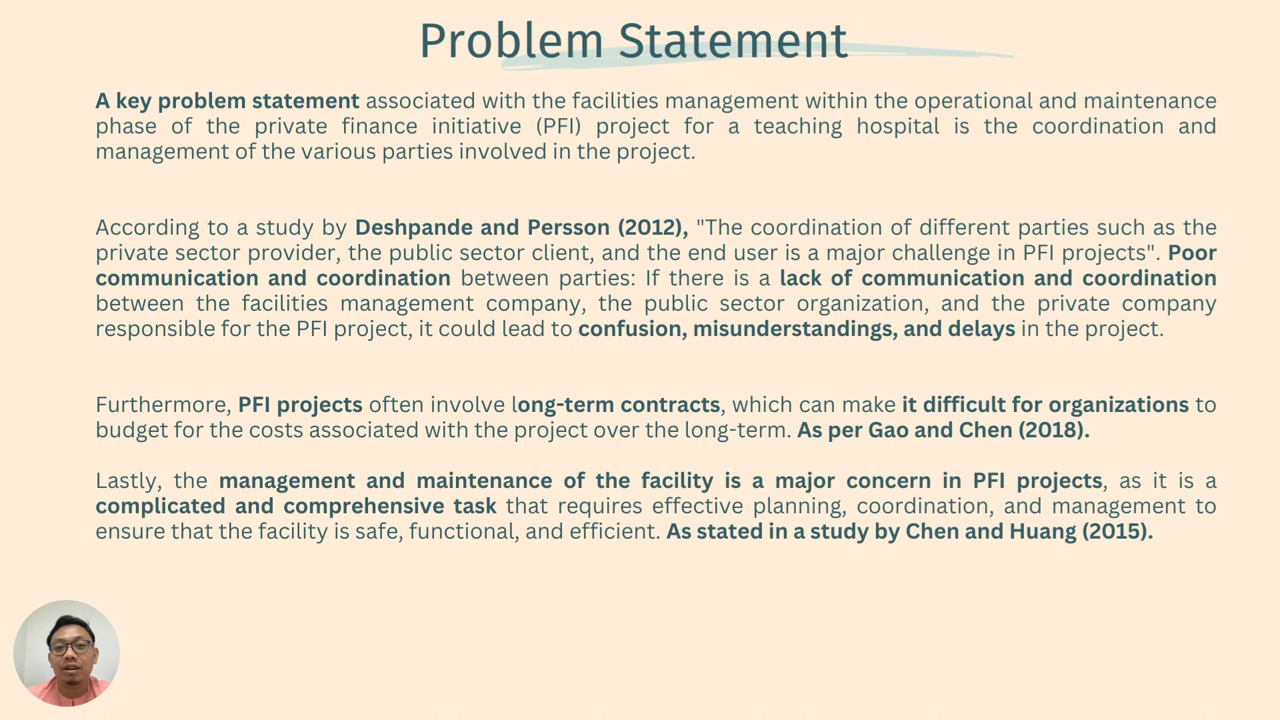 Problem Statement
A key problem statement associated with the facilities management within the operational and maintenance
phase of the private finance initiative (PFI) project for a teaching hospital is the coordination and
management of the various parties involved in the project.
According to a study by Deshpande and Persson (2012), "The coordination of different parties such as the
private sector provider, the public sector client, and the end user is a major challenge in PFI projects". Poor
communication and coordination between parties: If there is a lack of communication and coordination
between the facilities management company, the public sector organization, and the private company
responsible for the PFI project, it could lead to confusion, misunderstandings, and delays in the project.
Furthermore, PFI projects often involve long-term contracts, which can make it difficult for organizations to
budget for the costs associated with the project over the long-term. As per Gao and Chen (2018).
Lastly, the management and maintenance of the facility is a major concern in PFI projects, as it is a
complicated and comprehensive task that requires effective planning, coordination, and management to
ensure that the facility is safe, functional, and efficient. As stated in a study by Chen and Huang (2015).